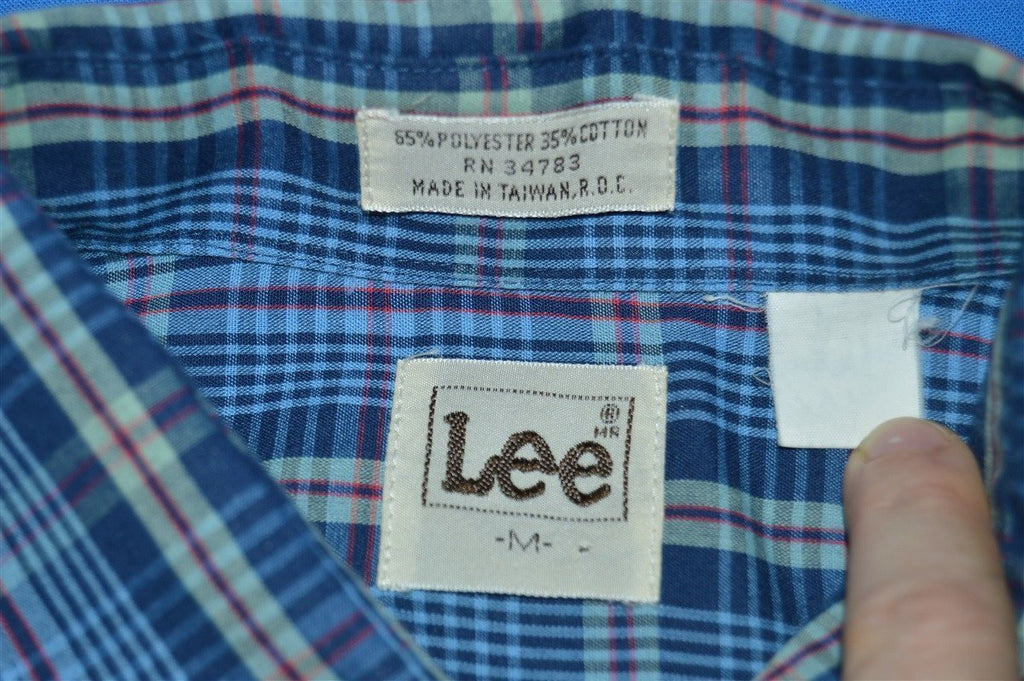 65% POLYESTER 35% COTTON
RN 34783
MADE IN TAIWAN, R.O.C.
Lee
®
MR
-M-